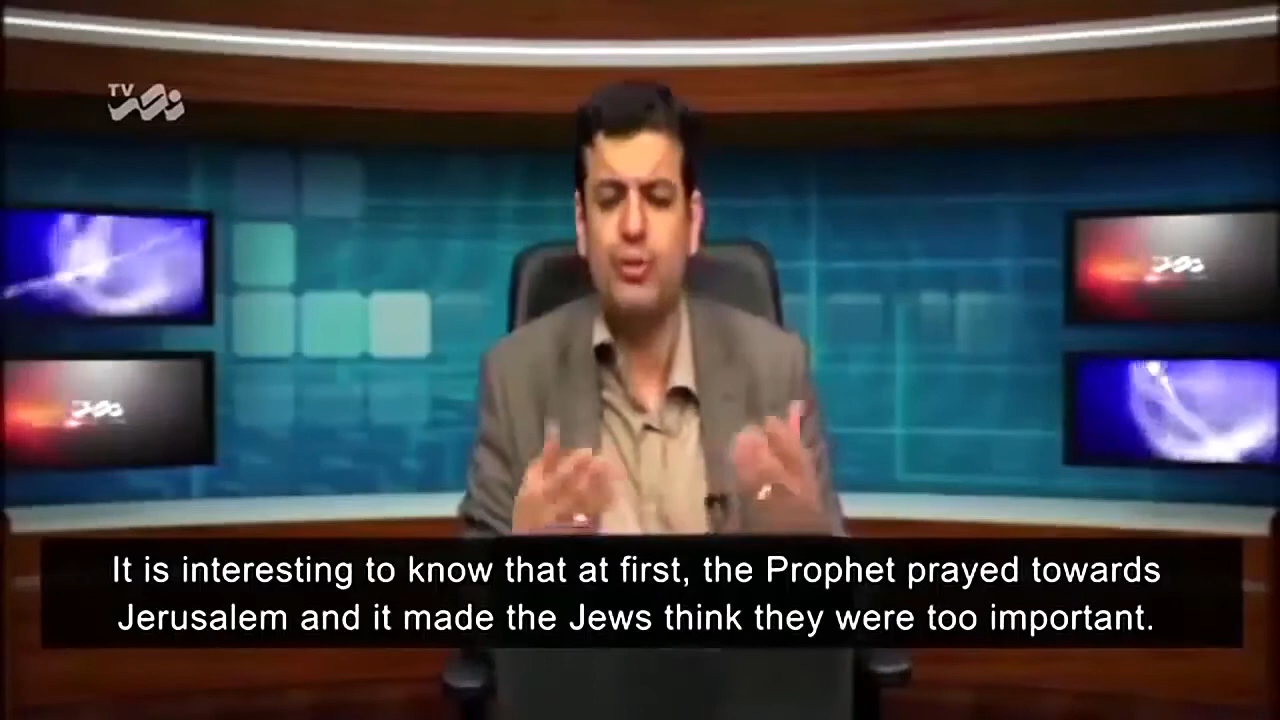 TV
It is interesting to know that at first, the Prophet prayed towards
Jerusalem and it made the Jews think they were too important.